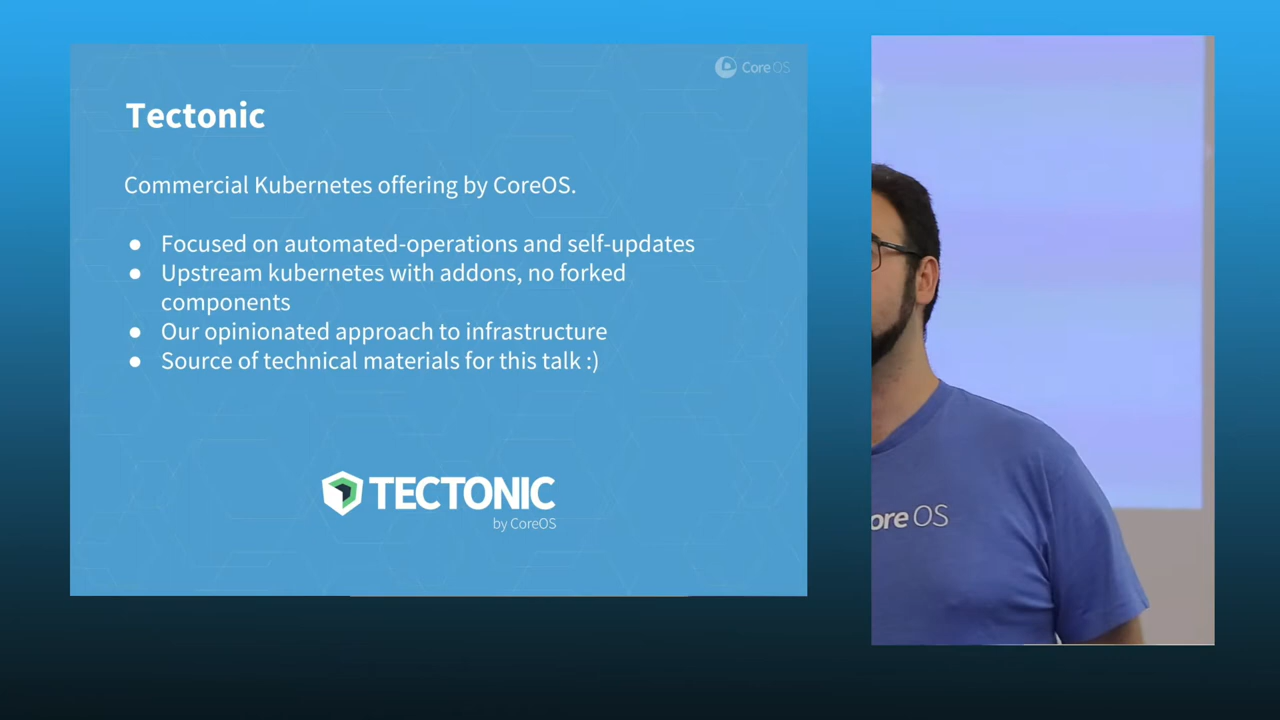 CoreOS
Tectonic
Commercial Kubernetes offering by CoreOS.
● Focused on automated-operations and self-updates
● Upstream kubernetes with addons, no forked
components
● Our opinionated approach to infrastructure
● Source of technical materials for this talk :)
TECTONIC
by CoreOS
ore OS